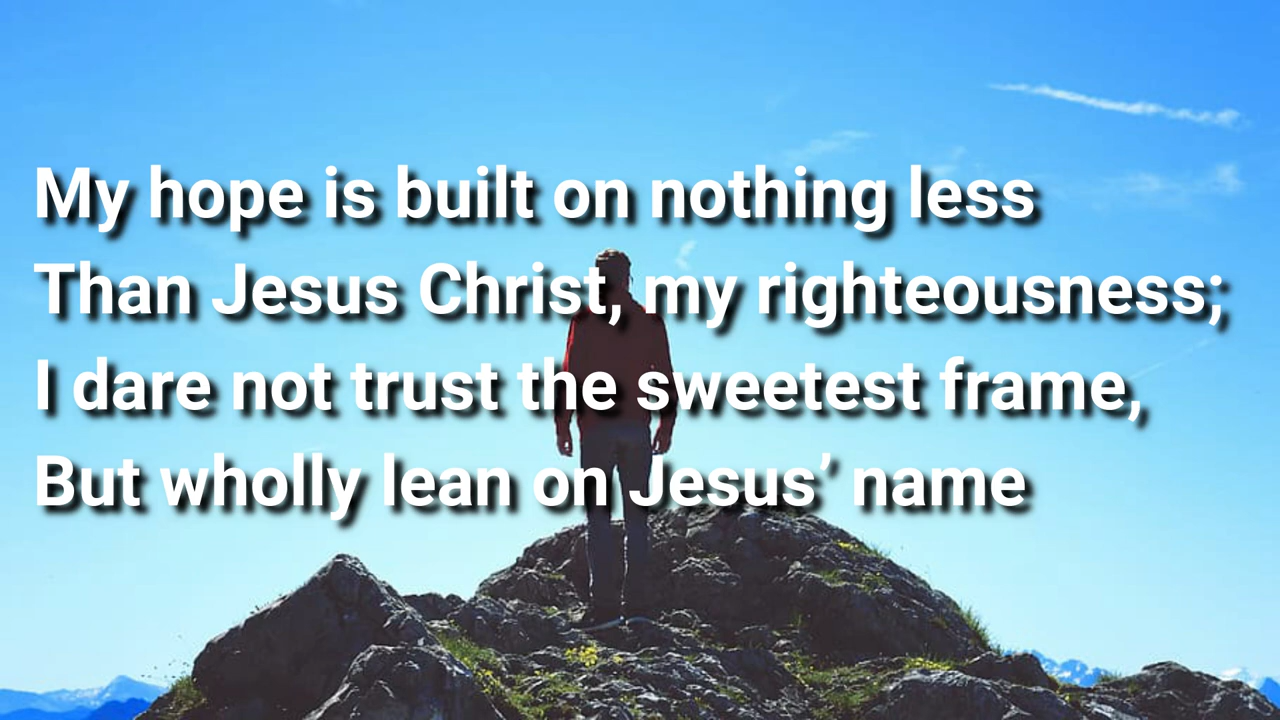 My hope is built on nothing less
Than Jesus Christ, my righteousness;
I dare not trust the sweetest frame,
But wholly lean on Jesus’ name